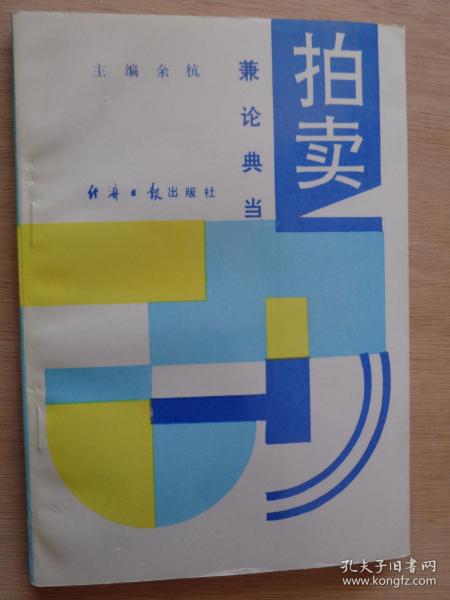 拍卖
兼论典当
主编 余杭
经济日报出版社
孔夫子旧书网
www.kongfz.com